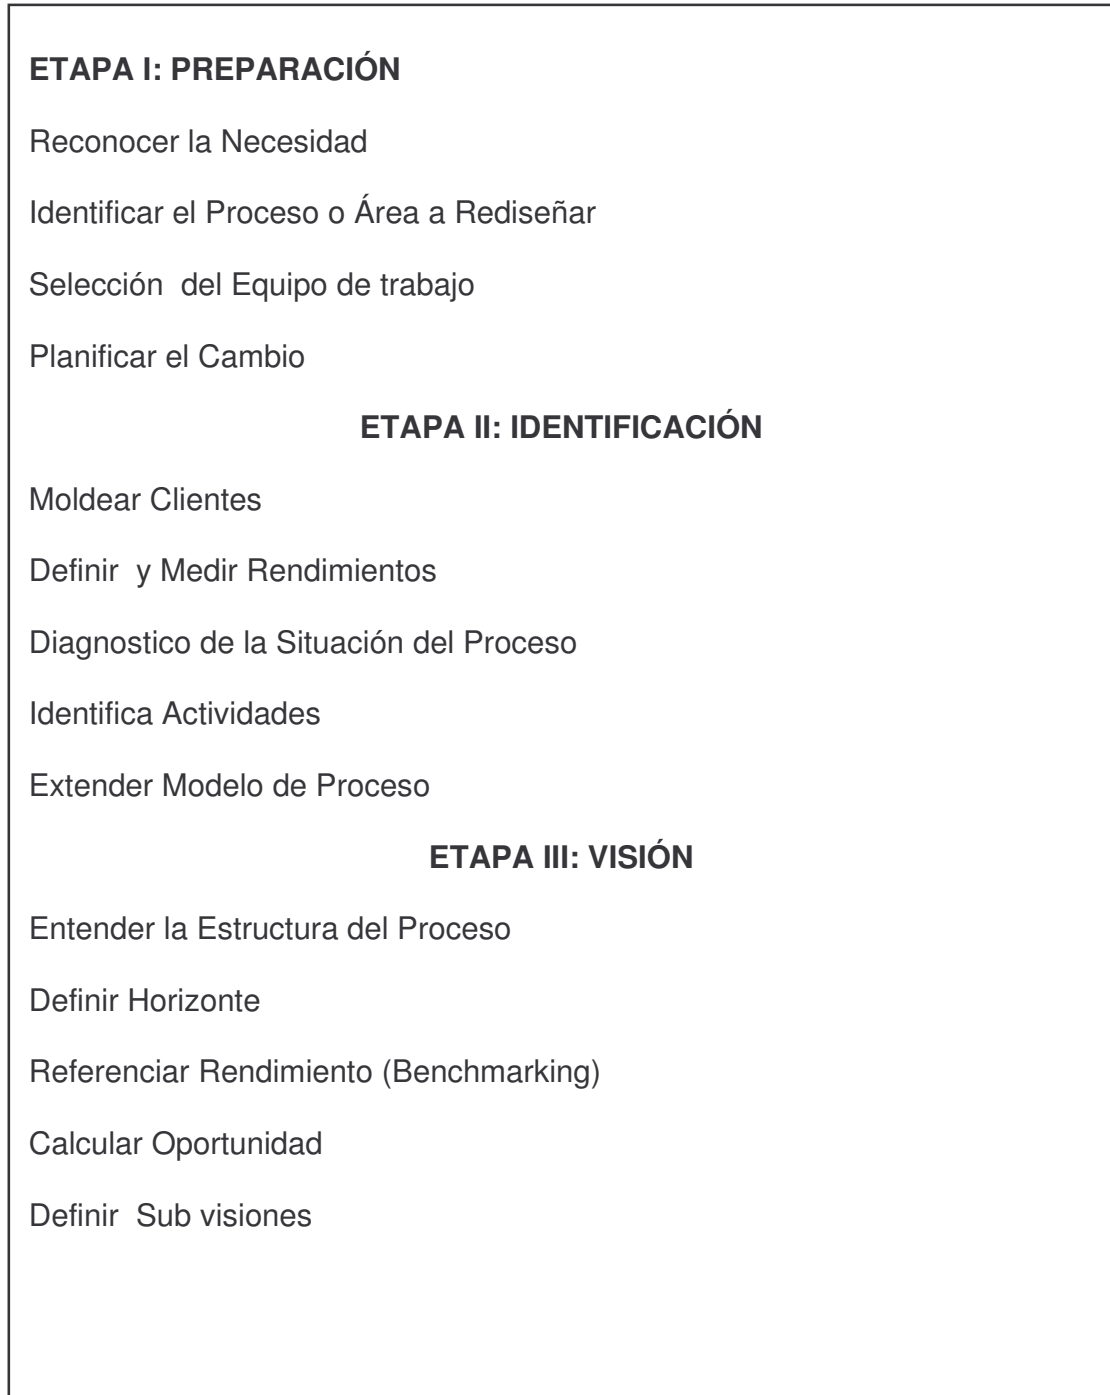 ETAPA I: PREPARACIÓN
Reconocer la Necesidad
Identificar el Proceso o Área a Rediseñar
Selección  del Equipo de trabajo
Planificar el Cambio
ETAPA II: IDENTIFICACIÓN
Moldear Clientes
Definir  y Medir Rendimientos
Diagnostico de la Situación del Proceso
Identifica Actividades
Extender Modelo de Proceso
ETAPA III: VISIÓN
Entender la Estructura del Proceso
Definir Horizonte
Referenciar Rendimiento (Benchmarking)
Calcular Oportunidad
Definir  Sub visiones